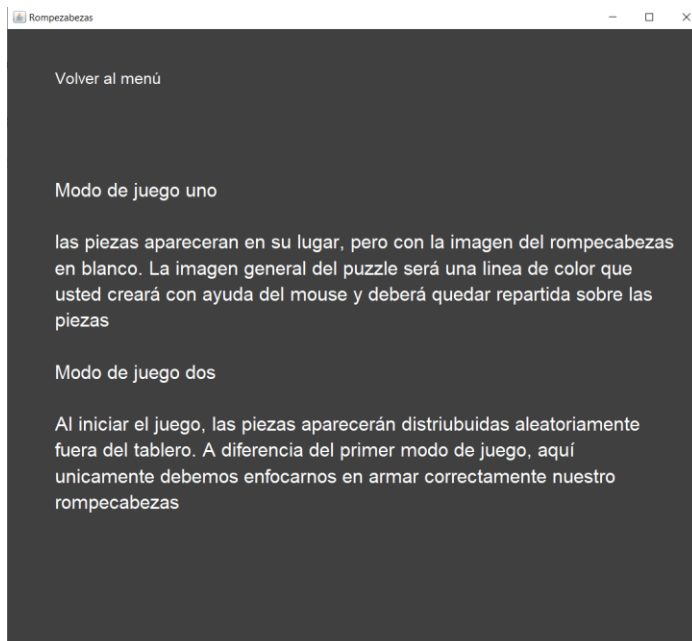 Rompezabezas
Volver al menú
Modo de juego uno
las piezas apareceran en su lugar, pero con la imagen del rompecabezas
en blanco. La imagen general del puzzle será una linea de color que
usted creará con ayuda del mouse y deberá quedar repartida sobre las
piezas
Modo de juego dos
Al iniciar el juego, las piezas aparecerán distriubuidas aleatoriamente
fuera del tablero. A diferencia del primer modo de juego, aquí
unicamente debemos enfocarnos en armar correctamente nuestro
rompecabezas